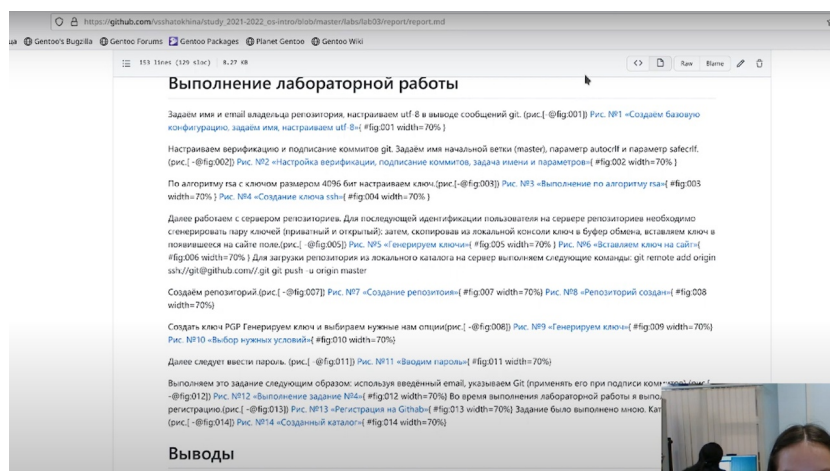 https://github.com/vsshatokhina/study_2021-2022_os-intro/blob/master/labs/lab03/report/report.md
Gentoo's Bugzilla Gentoo Forums Gentoo Packages Planet Gentoo Gentoo Wiki
153 lines (129 sloc) 8.27 KB
Raw Blame
Выполнение лабораторной работы
Задаём имя и email владельца репозитория, настраиваем utf-8 в выводе сообщений git. (рис.[-@fig:001]) Рис. №1 «Создаём базовую
конфигурацию, задаём имя, настраиваем utf-8»{ #fig:001 width=70% }
Настраиваем верификацию и подписание коммитов git. Зададим имя начальной ветки (master), параметр autocrlf и параметр safecrlf.
(рис.[ -@fig:002]) Рис. №2 «Настройка верификации, подписание коммитов, задача имени и параметров»{ #fig:002 width=70% }
По алгоритму rsa с ключом размером 4096 бит настраиваем ключ.(рис.[-@fig:003]) Рис. №3 «Выполнение по алгоритму rsa»{ #fig:003
width=70% } Рис. №4 «Создание ключа ssh»{ #fig:004 width=70% }
Далее работаем с сервером репозиториев. Для последующей идентификации пользователя на сервере репозиториев необходимо
сгенерировать пару ключей (приватный и открытый); затем, скопировав из локальной консоли ключ в буфер обмена, вставляем ключ в
появившееся на сайте поле.(рис.[ -@fig:005]) Рис. №5 «Генерируем ключи»{ #fig:005 width=70% } Рис. №6 «Вставляем ключ на сайт»{
#fig:006 width=70% } Для загрузки репозитория из локального каталога на сервер выполняем следующие команды: git remote add origin
ssh://git@github.com//.git git push -u origin master
Создаём репозиторий.(рис.[ -@fig:007]) Рис. №7 «Создание репозитоия»{ #fig:007 width=70%} Рис. №8 «Репозиторий создан»{ #fig:008
width=70%}
Создать ключ PGP Генерируем ключ и выбираем нужные нам опции(рис.[ -@fig:008]) Рис. №9 «Генерируем ключ»{ #fig:009 width=70%}
Рис. №10 «Выбор нужных условий»{ #fig:010 width=70%}
Далее следует ввести пароль. (рис.[ -@fig:011]) Рис. №11 «Вводим пароль»{ #fig:011 width=70%}
Выполняем это задание следующим образом: используя введённый email, указываем Git (применять его при подписи
-@fig:012]) Рис. №12 «Выполнение задание №4»{ #fig:012 width=70%} Во время выполнения лабораторной работы я
регистрацию.(рис.[ -@fig:013]) Рис. №13 «Регистрация на Githab»{ #fig:013 width=70%} Задание было выполнено мною.
(рис.[ -@fig:014]) Рис. №14 «Созданный каталог»{ #fig:014 width=70%}
Выводы